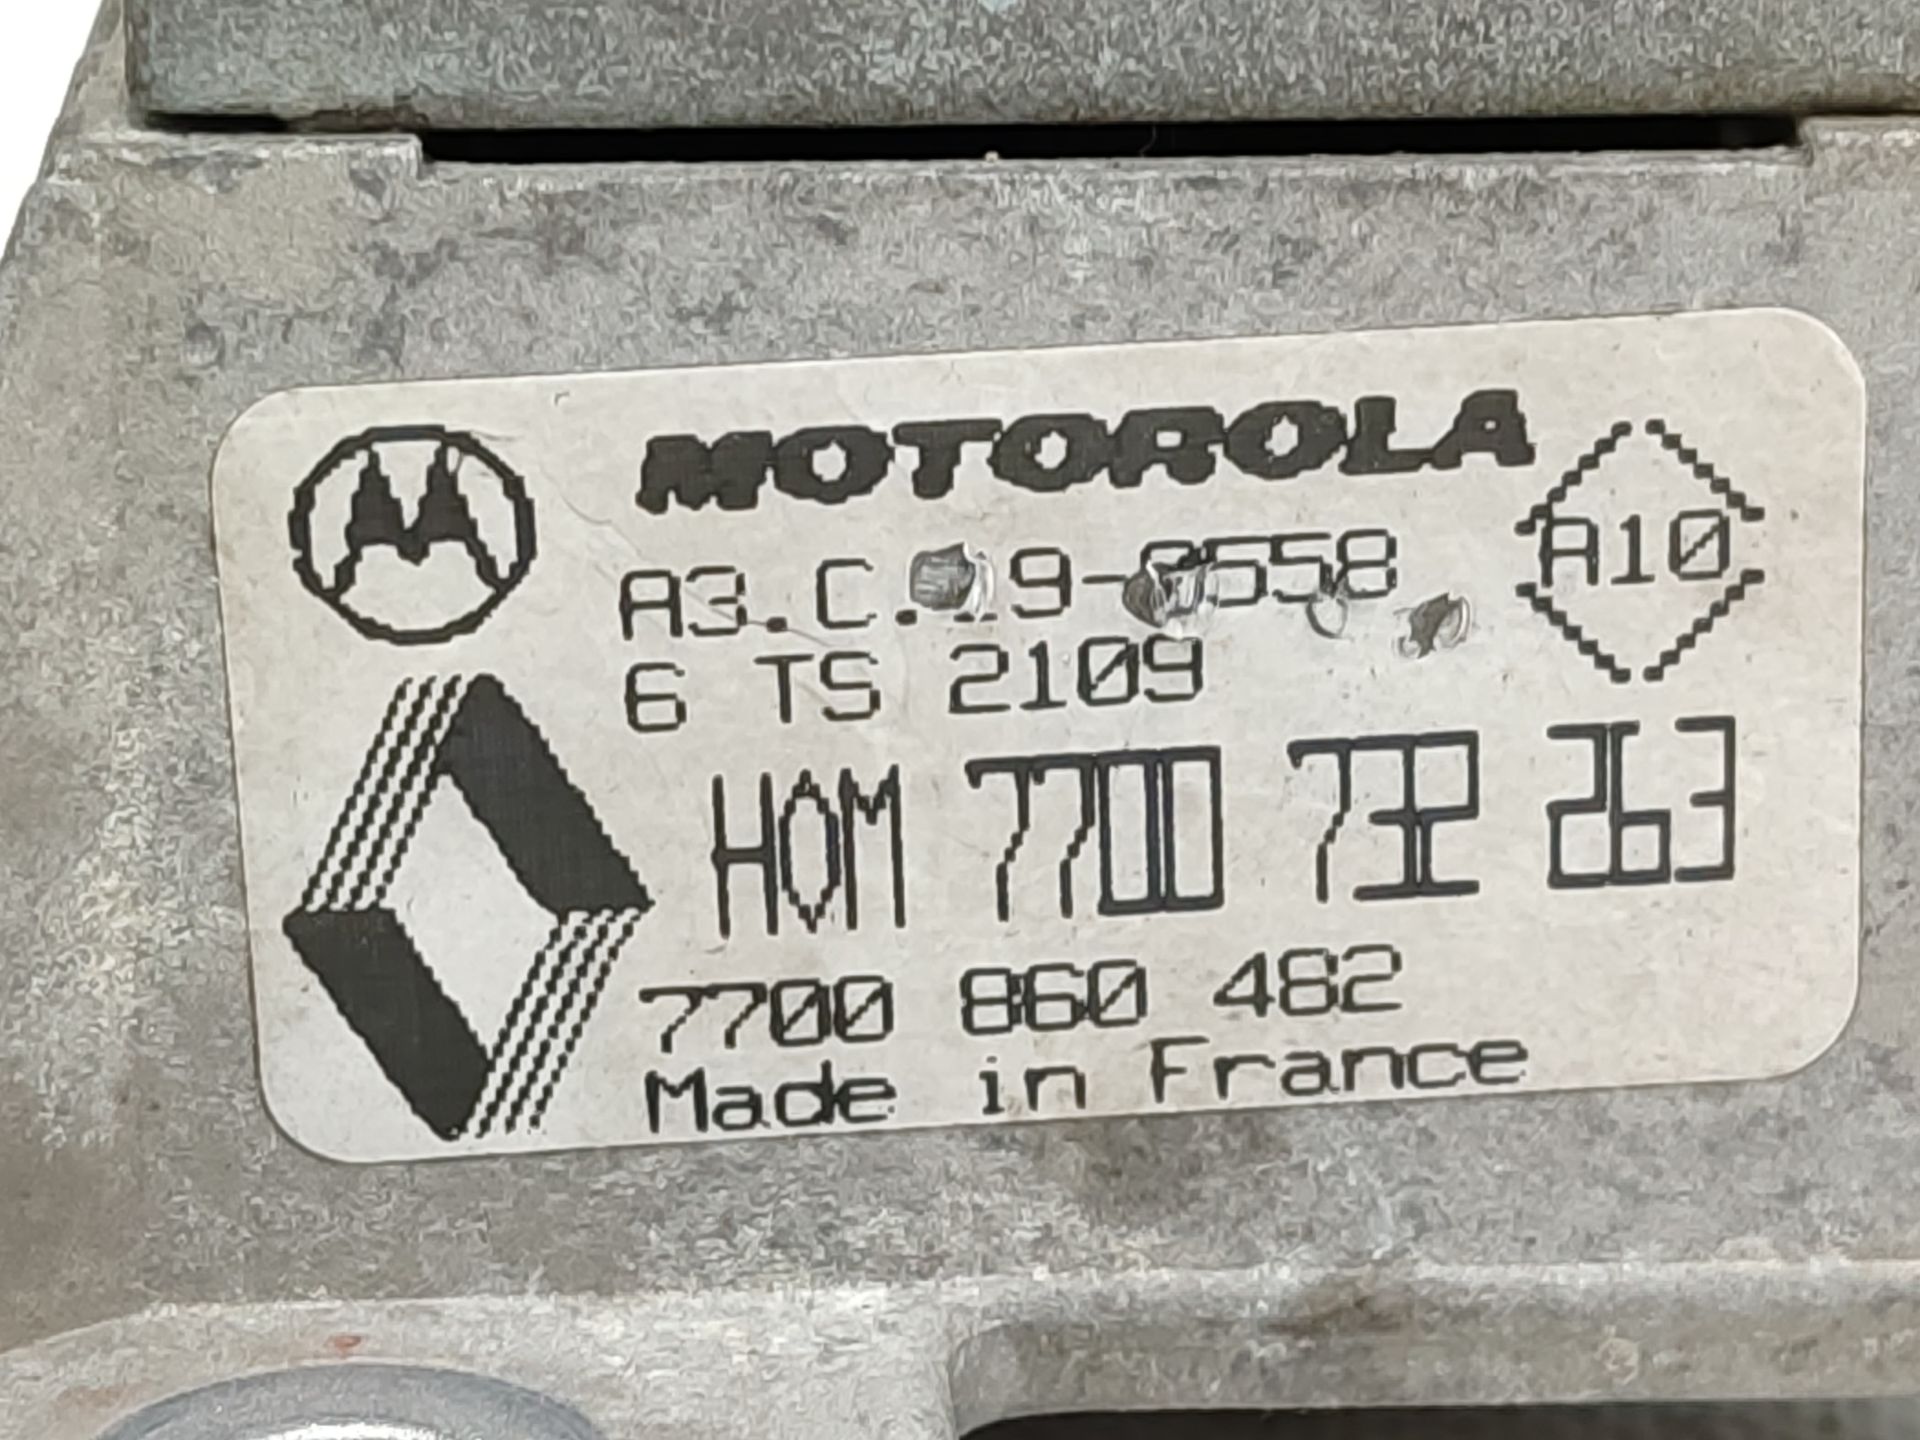 MOTOROLA
A10
6 TS 2109
HOM 7700 732 263
7700 860 482
Made in France